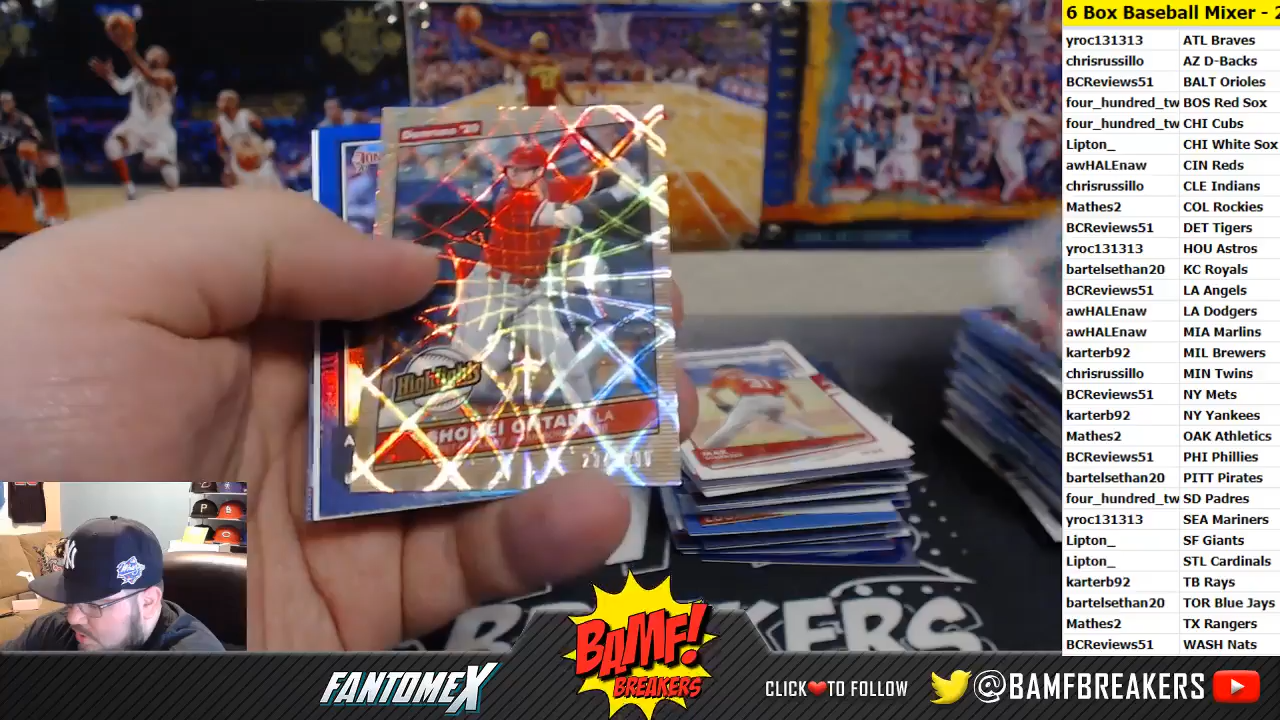 6 Box Baseball Mixer - 2
yroc131313 ATL Braves
chrisrussillo AZ D-Backs
BCReviews51 BALT Orioles
four_hundred_tw BOS Red Sox
four_hundred_tw CHI Cubs
Lipton_ CHI White Sox
awHALEnaw CIN Reds
chrisrussillo CLE Indians
Mathes2 COL Rockies
BCReviews51 DET Tigers
yroc131313 HOU Astros
bartelsethan20 KC Royals
BCReviews51 LA Angels
awHALEnaw LA Dodgers
awHALEnaw MIA Marlins
karterb92 MIL Brewers
chrisrussillo MIN Twins
BCReviews51 NY Mets
karterb92 NY Yankees
Mathes2 OAK Athletics
BCReviews51 PHI Phillies
bartelsethan20 PITT Pirates
four_hundred_tw SD Padres
yroc131313 SEA Mariners
Lipton_ SF Giants
Lipton_ STL Cardinals
karterb92 TB Rays
bartelsethan20 TOR Blue Jays
Mathes2 TX Rangers
BCReviews51 WASH Nats
Highlights
SHOHEI OHTANI LA
31
P
BREAKERS
FANTOMEX
BAMF!
BREAKERS
CLICK TO FOLLOW
@BAMFBREAKERS